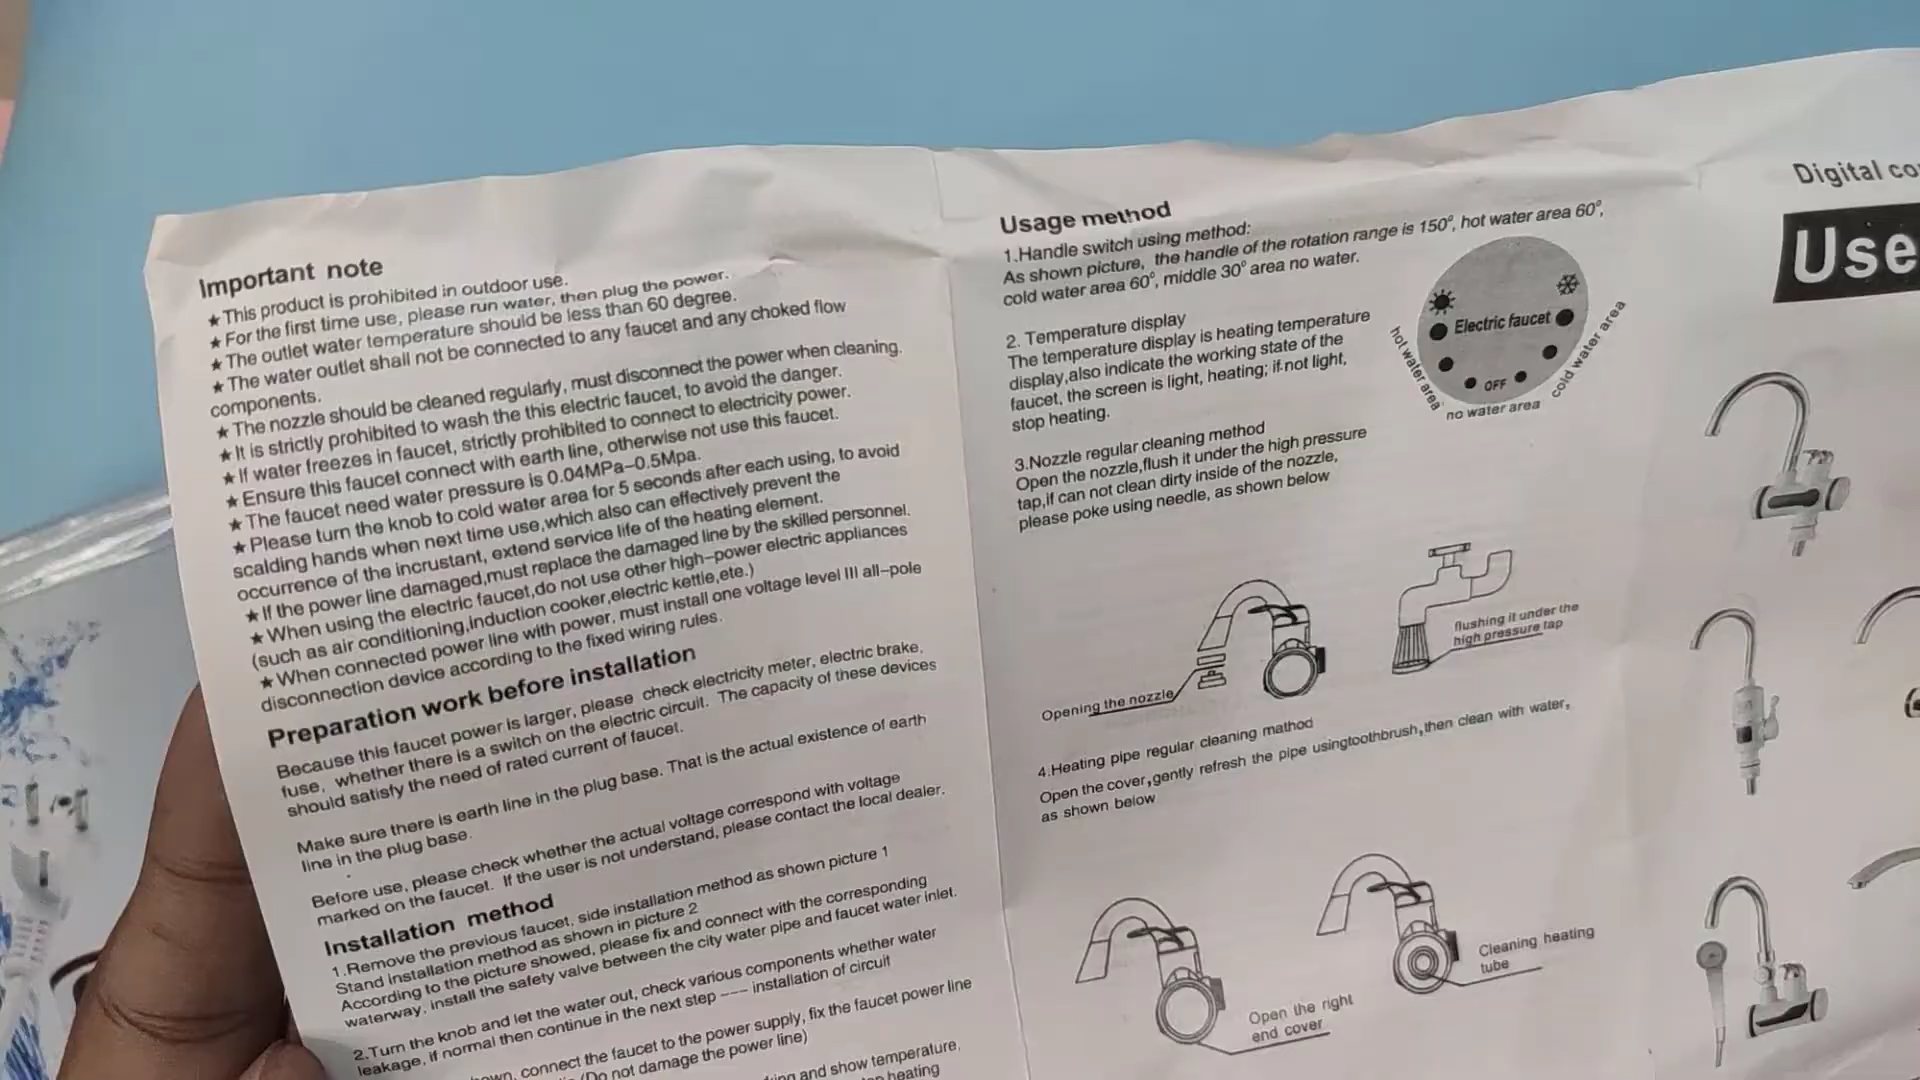 Important note
★This product is prohibited in outdoor use.
★For the first time use, please run water, then plug the power.
★The outlet water temperature should be less than 60 degree.
★The water outlet shall not be connected to any faucet and any choked flow
components.
★The nozzle should be cleaned regularly, must disconnect the power when cleaning.
★It is strictly prohibited to wash the this electric faucet, to avoid the danger.
★If water freezes in faucet, strictly prohibited to connect to electricity power.
★Ensure this faucet connect with earth line, otherwise not use this faucet.
★The faucet need water pressure is 0.04MPa–0.5Mpa.
★Please turn the knob to cold water area for 5 seconds after each using, to avoid
scalding hands when next time use,which also can effectively prevent the
occurrence of the incrustant, extend service life of the heating element.
★If the power line damaged,must replace the damaged line by the skilled personnel.
★When using the electric faucet,do not use other high–power electric appliances
(such as air conditioning,induction cooker,electric kettle,ete.)
★When connected power line with power, must install one voltage level III all–pole
disconnection device according to the fixed wiring rules.
Preparation work before installation
Because this faucet power is larger, please check electricity meter, electric brake,
fuse, whether there is a switch on the electric circuit. The capacity of these devices
should satisfy the need of rated current of faucet.
Make sure there is earth line in the plug base. That is the actual existence of earth
line in the plug base.
Before use, please check whether the actual voltage correspond with voltage
marked on the faucet. If the user is not understand, please contact the local dealer.
Installation method
1.Remove the previous faucet, side installation method as shown picture 1
Stand installation method as shown in picture 2
According to the picture showed, please fix and connect with the corresponding
waterway, install the safety valve between the city water pipe and faucet water inlet.
2.Turn the knob and let the water out, check various components whether water
leakage, if normal then continue in the next step ---- installation of circuit
connect the faucet to the power supply, fix the faucet power line
(Do not damage the power line)
and show temperature,
heating
Usage method
1.Handle switch using method:
As shown picture, the handle of the rotation range is 150°, hot water area 60°,
cold water area 60°, middle 30° area no water.
2. Temperature display
The temperature display is heating temperature
display,also indicate the working state of the
faucet, the screen is light, heating; if not light,
stop heating.
Electric faucet
OFF
hot water area
no water area
cold water area
3.Nozzle regular cleaning method
Open the nozzle,flush it under the high pressure
tap,if can not clean dirty inside of the nozzle,
please poke using needle, as shown below
Opening the nozzle
flushing it under the
high pressure tap
4.Heating pipe regular cleaning mathod
Open the cover,gently refresh the pipe usingtoothbrush,then clean with water,
as shown below
Open the right
end cover
Cleaning heating
tube
Digital
Use